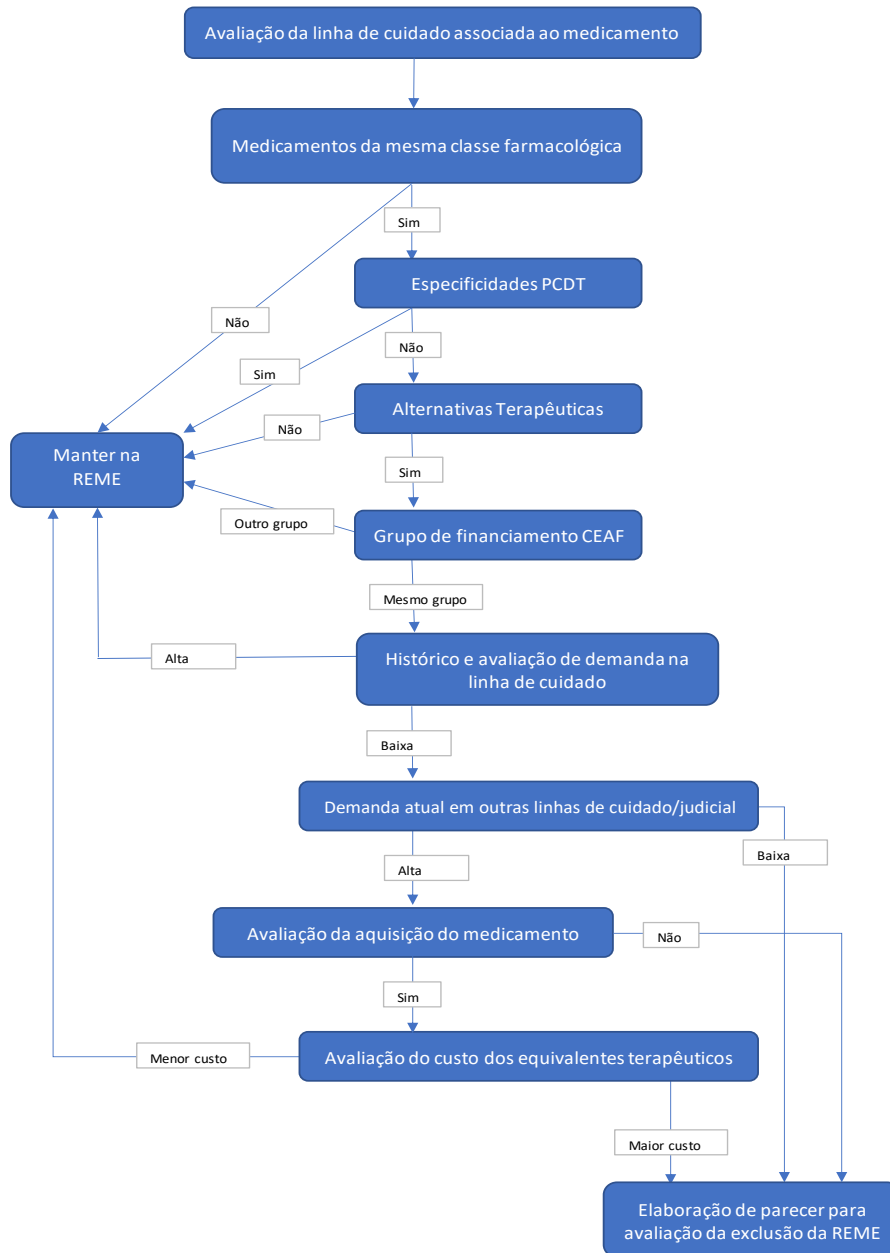 Avaliação da linha de cuidado associada ao medicamento
Medicamentos da mesma classe farmacológica
Sim
Especificidades PCDT
Não
Não
Sim
Alternativas Terapêuticas
Não
Manter na
REME
Sim
Outro grupo
Grupo de financiamento CEAF
Mesmo grupo
Histórico e avaliação de demanda na
linha de cuidado
Alta
Baixa
Demanda atual em outras linhas de cuidado/judicial
Baixa
Alta
Avaliação da aquisição do medicamento
Não
Sim
Avaliação do custo dos equivalentes terapêuticos
Menor custo
Maior custo
Elaboração de parecer para
avaliação da exclusão da REME